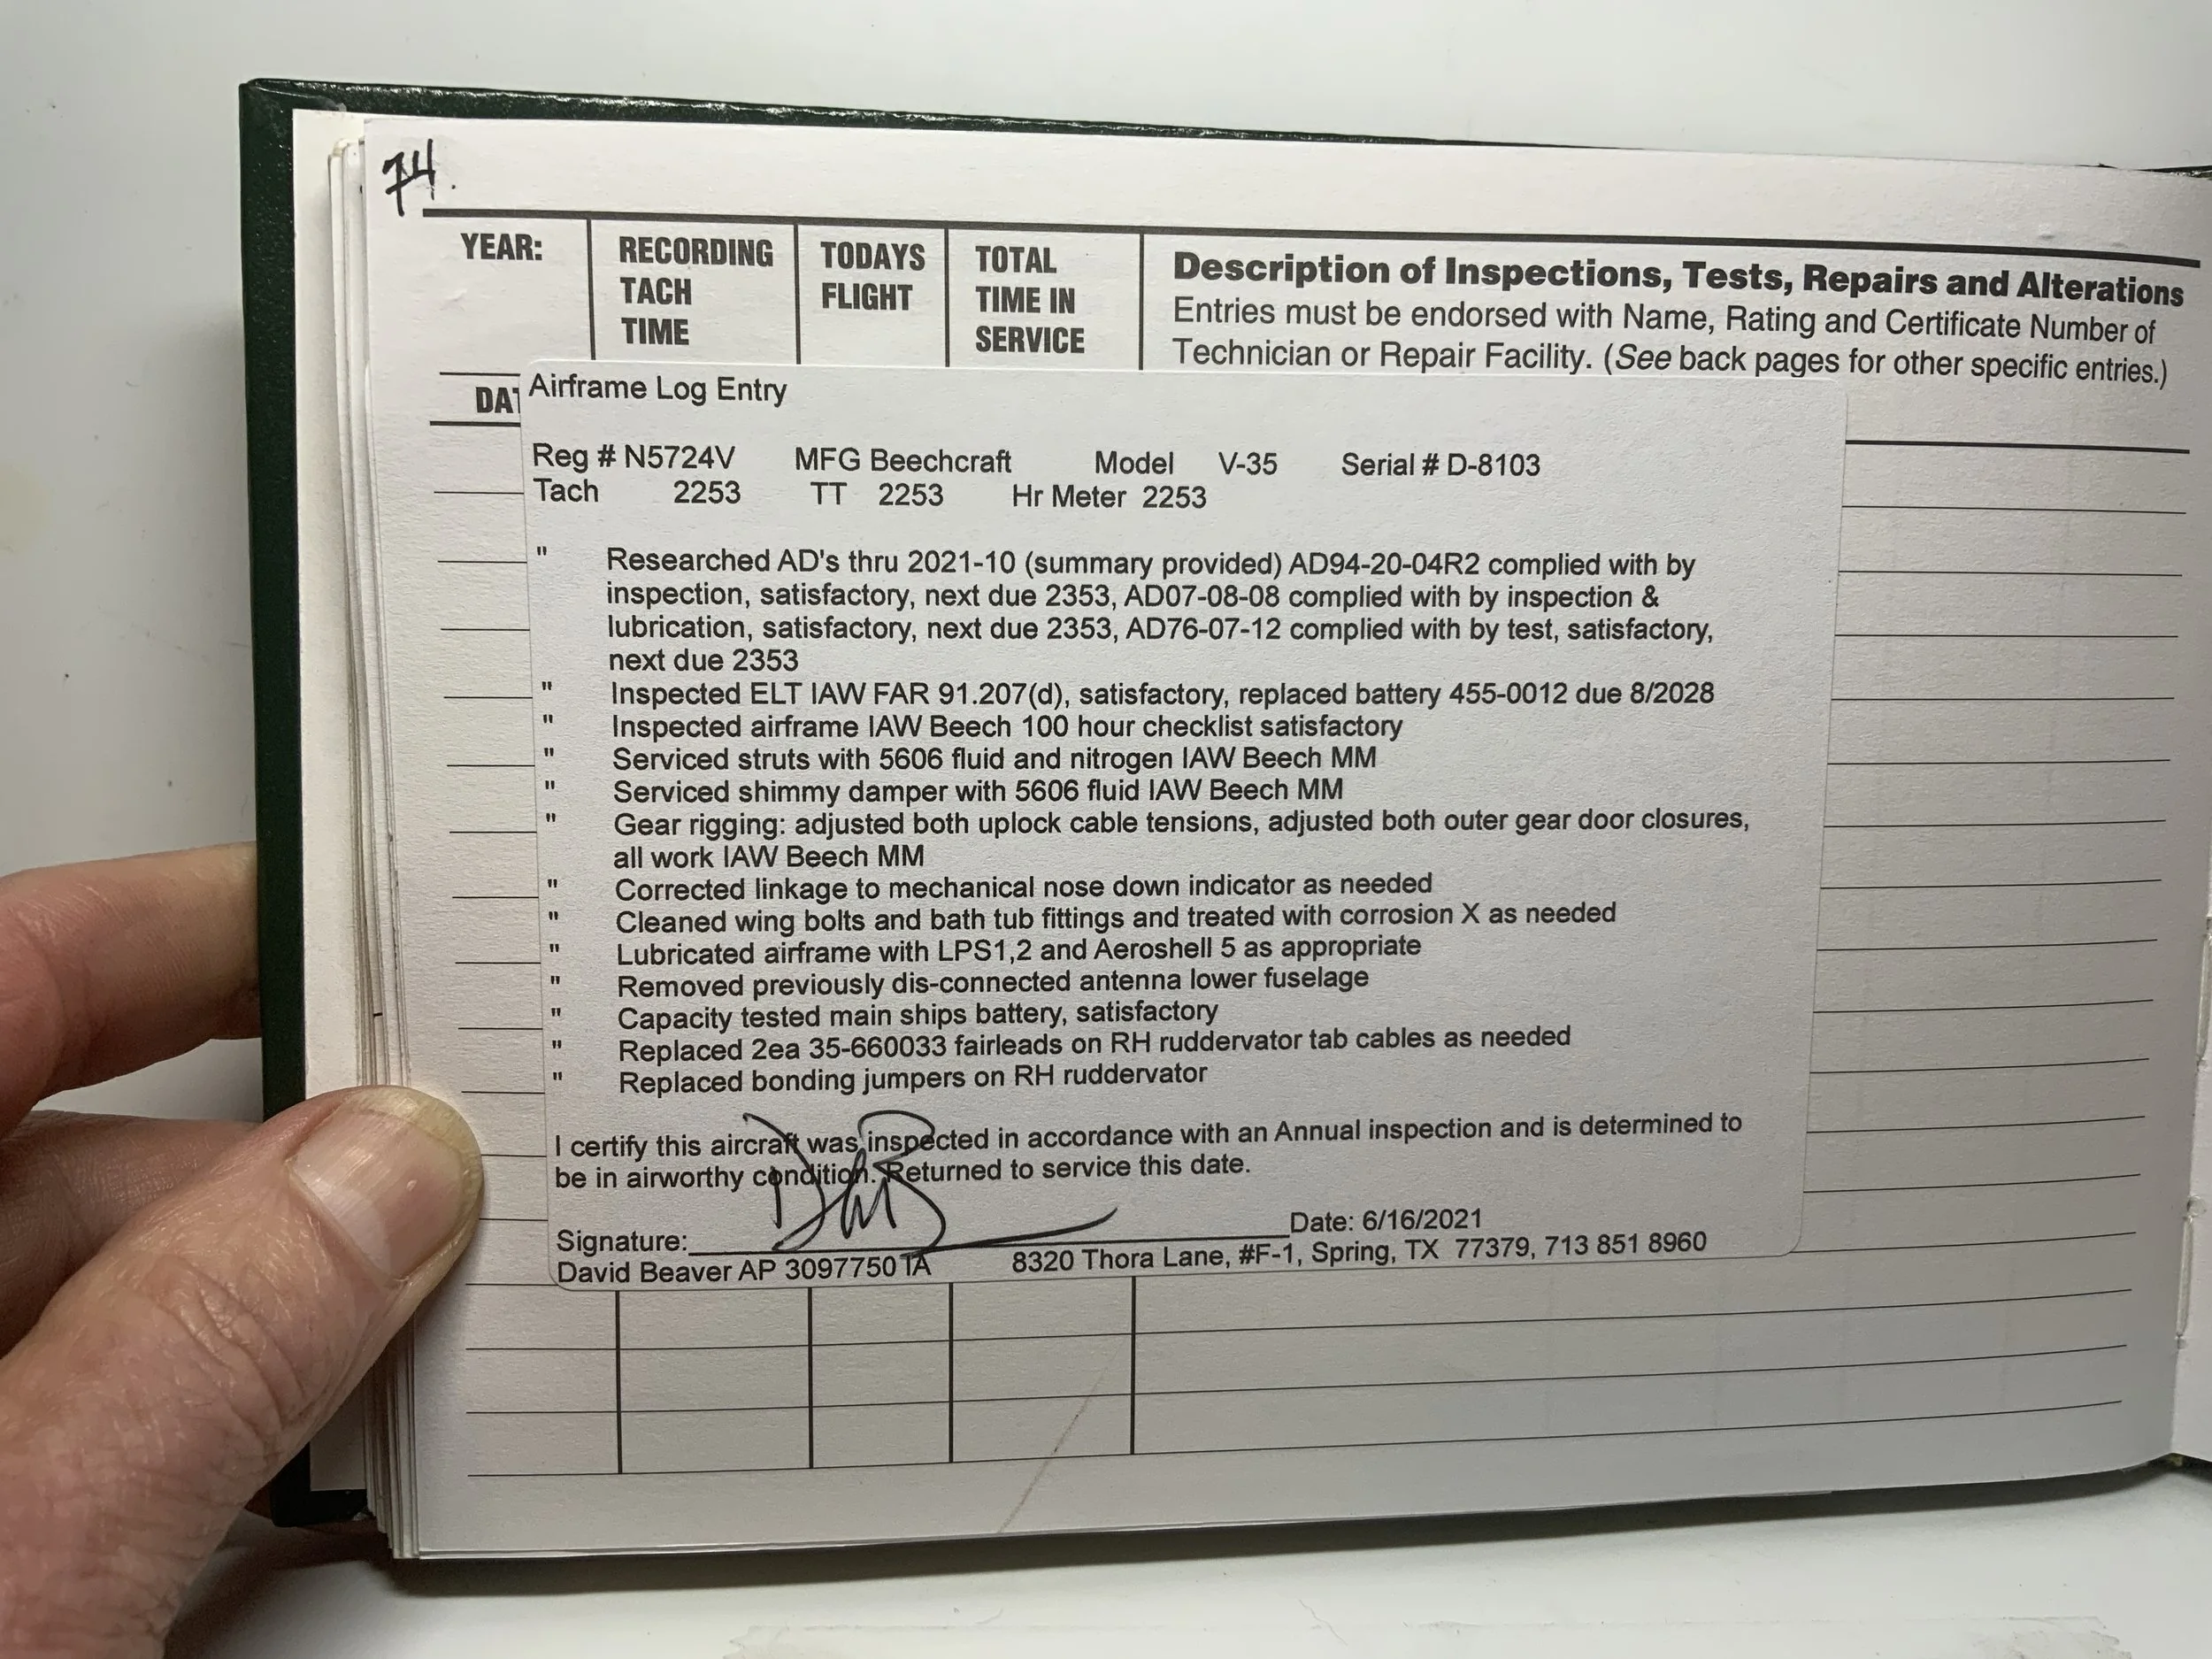 74.
YEAR:
RECORDING
TACH
TIME
TODAYS
FLIGHT
TOTAL
TIME IN
SERVICE
Description of Inspections, Tests, Repairs and Alterations
Entries must be endorsed with Name, Rating and Certificate Number of
Technician or Repair Facility. (See back pages for other specific entries.)
DAT
Airframe Log Entry
Reg # N5724V MFG Beechcraft Model V-35 Serial # D-8103
Tach 2253 TT 2253 Hr Meter 2253
" Researched AD's thru 2021-10 (summary provided) AD94-20-04R2 complied with by
inspection, satisfactory, next due 2353, AD07-08-08 complied with by inspection &
lubrication, satisfactory, next due 2353, AD76-07-12 complied with by test, satisfactory,
next due 2353
" Inspected ELT IAW FAR 91.207(d), satisfactory, replaced battery 455-0012 due 8/2028
" Inspected airframe IAW Beech 100 hour checklist satisfactory
" Serviced struts with 5606 fluid and nitrogen IAW Beech MM
" Serviced shimmy damper with 5606 fluid IAW Beech MM
" Gear rigging: adjusted both uplock cable tensions, adjusted both outer gear door closures,
all work IAW Beech MM
" Corrected linkage to mechanical nose down indicator as needed
" Cleaned wing bolts and bath tub fittings and treated with corrosion X as needed
" Lubricated airframe with LPS1,2 and Aeroshell 5 as appropriate
" Removed previously dis-connected antenna lower fuselage
" Capacity tested main ships battery, satisfactory
" Replaced 2ea 35-660033 fairleads on RH ruddervator tab cables as needed
" Replaced bonding jumpers on RH ruddervator
I certify this aircraft was inspected in accordance with an Annual inspection and is determined to
be in airworthy condition. Returned to service this date.
Signature: Date: 6/16/2021
David Beaver AP 3097750 IA 8320 Thora Lane, #F-1, Spring, TX 77379, 713 851 8960